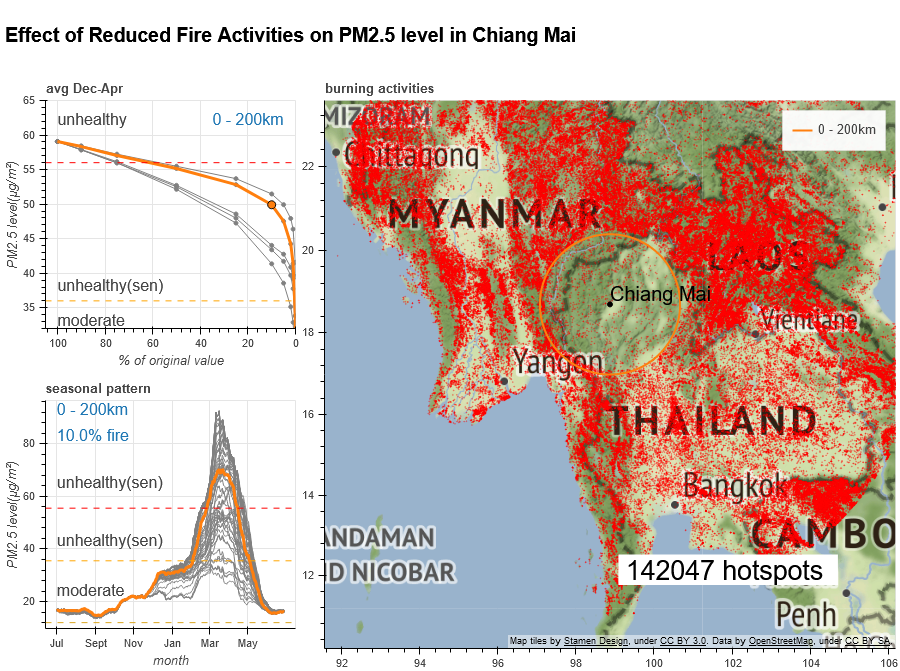 Effect of Reduced Fire Activities on PM2.5 level in Chiang Mai
avg Dec-Apr
65
60
55
50
45
40
35
PM2.5 level(μg/m²)
unhealthy
0 - 200km
unhealthy(sen)
moderate
100 80 60 40 20 0
% of original value
seasonal pattern
0 - 200km
10.0% fire
80
60
40
20
PM2.5 level(μg/m²)
unhealthy(sen)
unhealthy(sen)
moderate
Jul Sept Nov Jan Mar May
month
burning activities
0 - 200km
22
20
18
16
14
12
MIZORAM
Chittagong
MYANMAR
LAOS
Chiang Mai
Vientiane
Yangon
THAILAND
Bangkok
CAMBO
ANDAMAN
D NICOBAR
142047 hotspots
Penh
Map tiles by Stamen Design, under CC BY 3.0. Data by OpenStreetMap, under CC BY SA
92 94 96 98 100 102 104 106